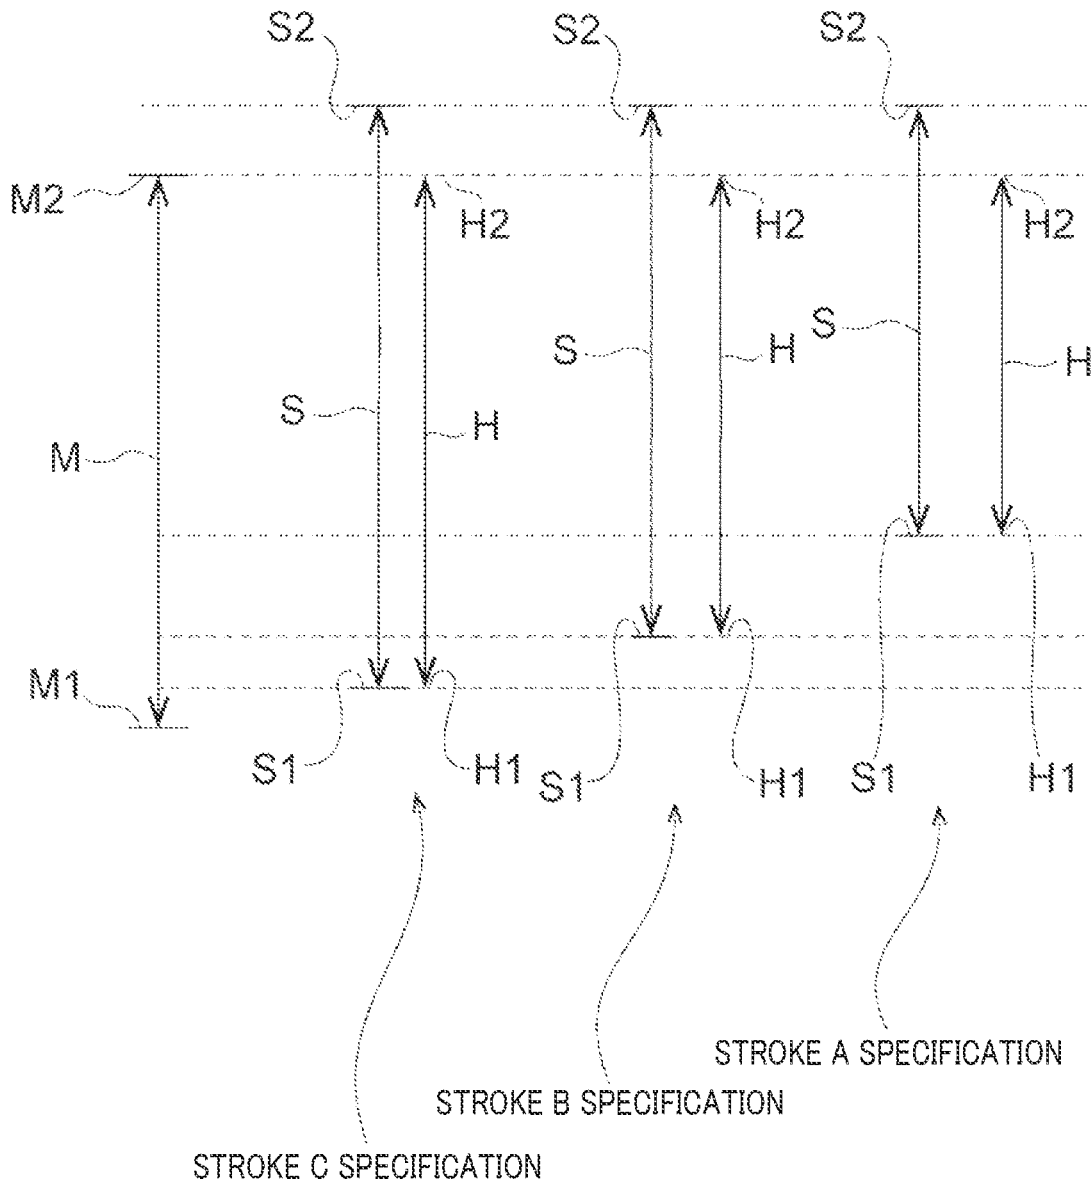 S2 S2 S2
M2 H2 H2 H2
S H S H S H
M
M1
S1 H1 S1 H1 S1 H1
STROKE A SPECIFICATION
STROKE B SPECIFICATION
STROKE C SPECIFICATION